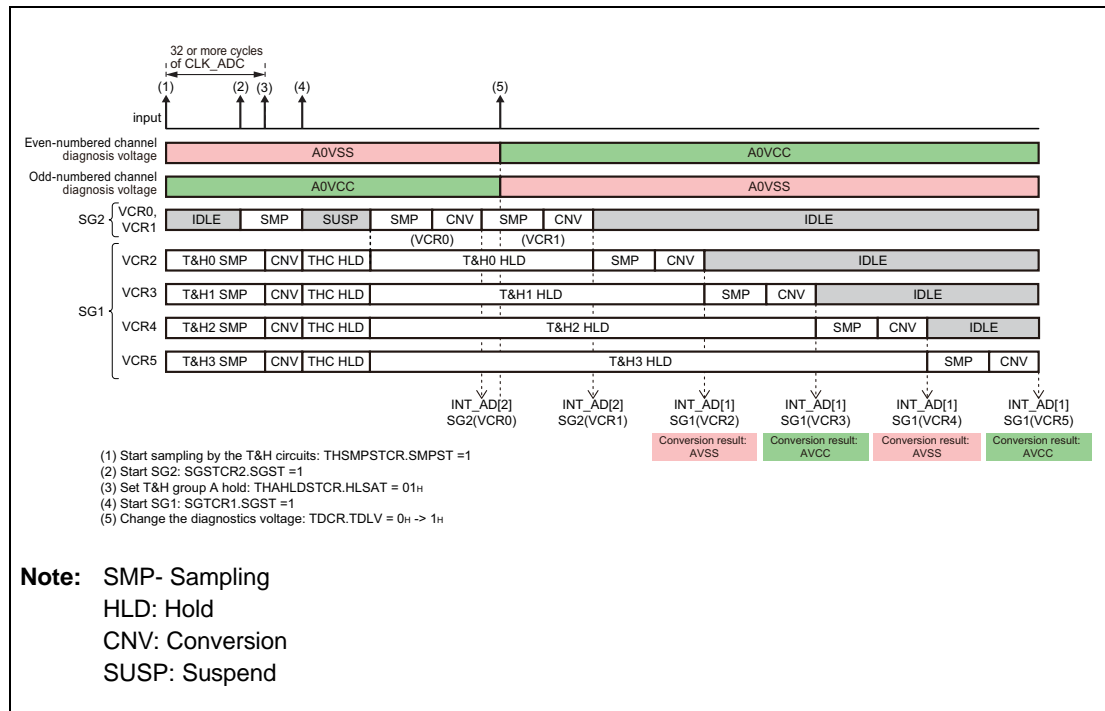 32 or more cycles
of CLK_ADC
(1) (2) (3) (4) (5)
input
Even-numbered channel
diagnosis voltage
A0VSS A0VCC
Odd-numbered channel
diagnosis voltage
A0VCC A0VSS
SG2 VCR0,
VCR1
IDLE SMP SUSP SMP CNV SMP CNV IDLE
(VCR0) (VCR1)
SG1
VCR2 T&H0 SMP CNV THC HLD T&H0 HLD SMP CNV IDLE
VCR3 T&H1 SMP CNV THC HLD T&H1 HLD SMP CNV IDLE
VCR4 T&H2 SMP CNV THC HLD T&H2 HLD SMP CNV IDLE
VCR5 T&H3 SMP CNV THC HLD T&H3 HLD SMP CNV
INT_AD[2] INT_AD[2] INT_AD[1] INT_AD[1] INT_AD[1] INT_AD[1]
SG2(VCR0) SG2(VCR1) SG1(VCR2) SG1(VCR3) SG1(VCR4) SG1(VCR5)
Conversion result: Conversion result: Conversion result: Conversion result:
AVSS AVCC AVSS AVCC
(1) Start sampling by the T&H circuits: THSMPSTCR.SMPST =1
(2) Start SG2: SGSTCR2.SGST =1
(3) Set T&H group A hold: THAHLDSTCR.HLSAT = 01H
(4) Start SG1: SGTCR1.SGST =1
(5) Change the diagnostics voltage: TDCR.TDLV = 0H -> 1H
Note: SMP- Sampling
HLD: Hold
CNV: Conversion
SUSP: Suspend